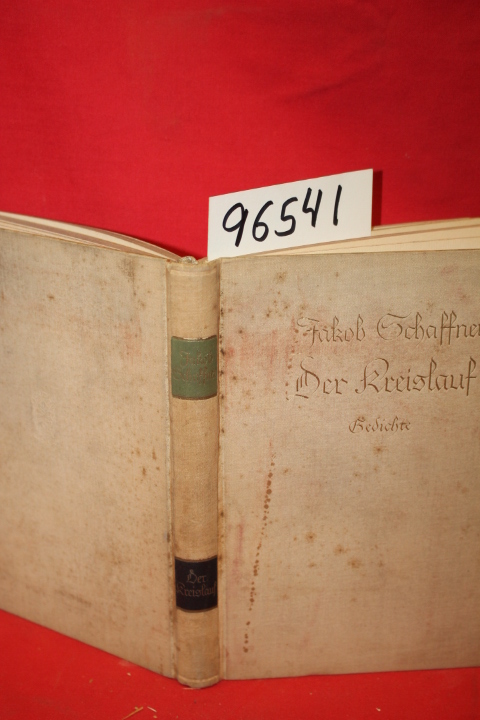 96541
Jakob Schaffner
Der Kreislauf
Gedichte
Der
Kreislauf